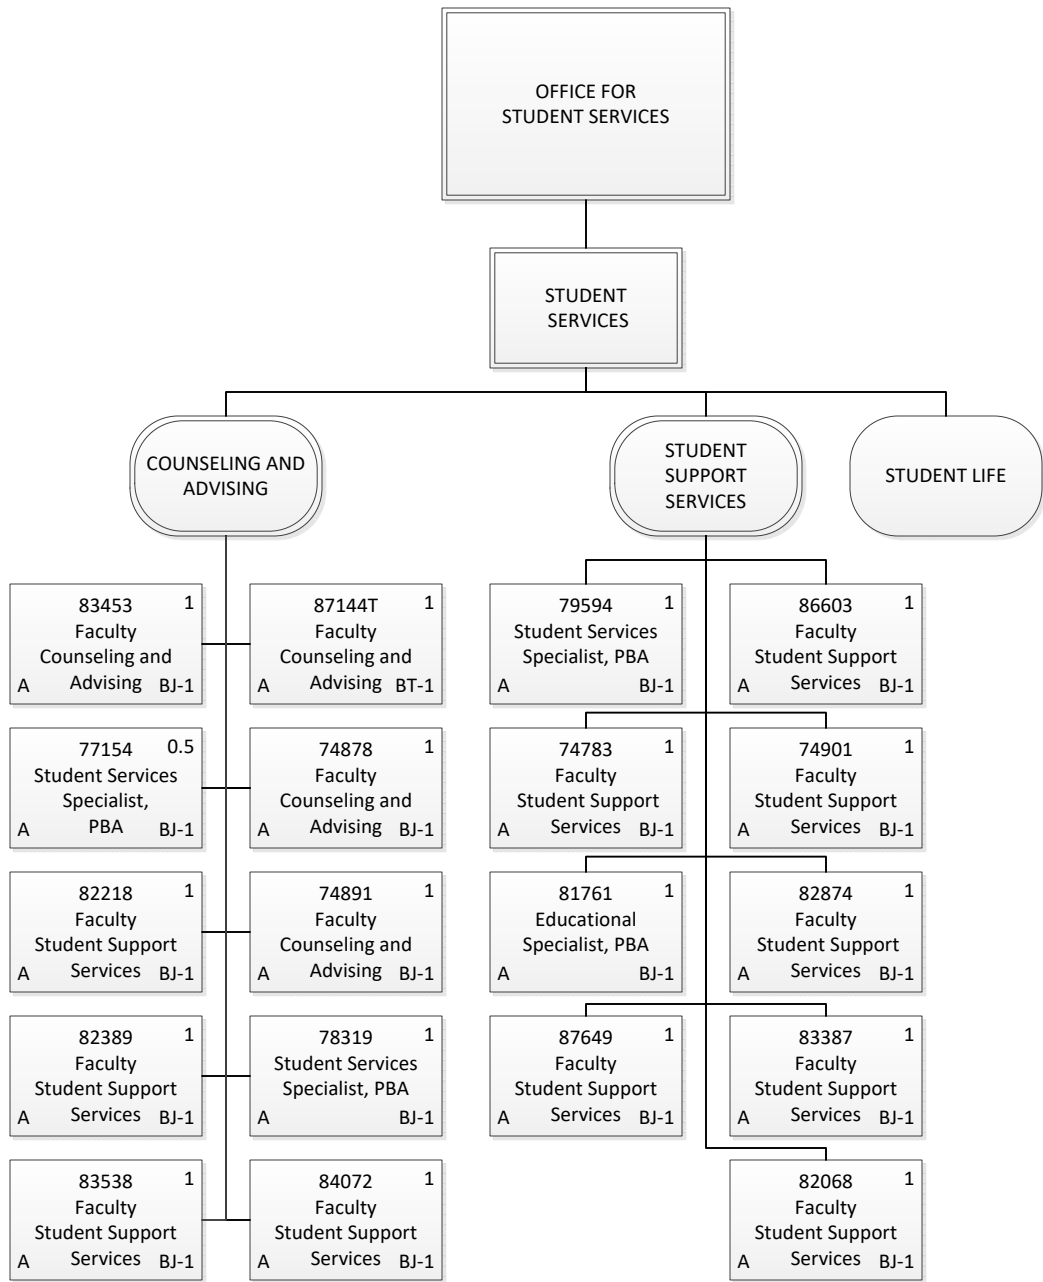 OFFICE FOR
STUDENT SERVICES
STUDENT
SERVICES
COUNSELING AND
ADVISING
STUDENT
SUPPORT
SERVICES
STUDENT LIFE
83453 1
Faculty
Counseling and
A Advising BJ-1
87144T 1
Faculty
Counseling and
A Advising BT-1
77154 0.5
Student Services
Specialist,
A PBA BJ-1
74878 1
Faculty
Counseling and
A Advising BJ-1
82218 1
Faculty
Student Support
A Services BJ-1
74891 1
Faculty
Counseling and
A Advising BJ-1
82389 1
Faculty
Student Support
A Services BJ-1
78319 1
Student Services
Specialist, PBA
A BJ-1
83538 1
Faculty
Student Support
A Services BJ-1
84072 1
Faculty
Student Support
A Services BJ-1
79594 1
Student Services
Specialist, PBA
A BJ-1
86603 1
Faculty
Student Support
A Services BJ-1
74783 1
Faculty
Student Support
A Services BJ-1
74901 1
Faculty
Student Support
A Services BJ-1
81761 1
Educational
Specialist, PBA
A BJ-1
82874 1
Faculty
Student Support
A Services BJ-1
87649 1
Faculty
Student Support
A Services BJ-1
83387 1
Faculty
Student Support
A Services BJ-1
82068 1
Faculty
Student Support
A Services BJ-1